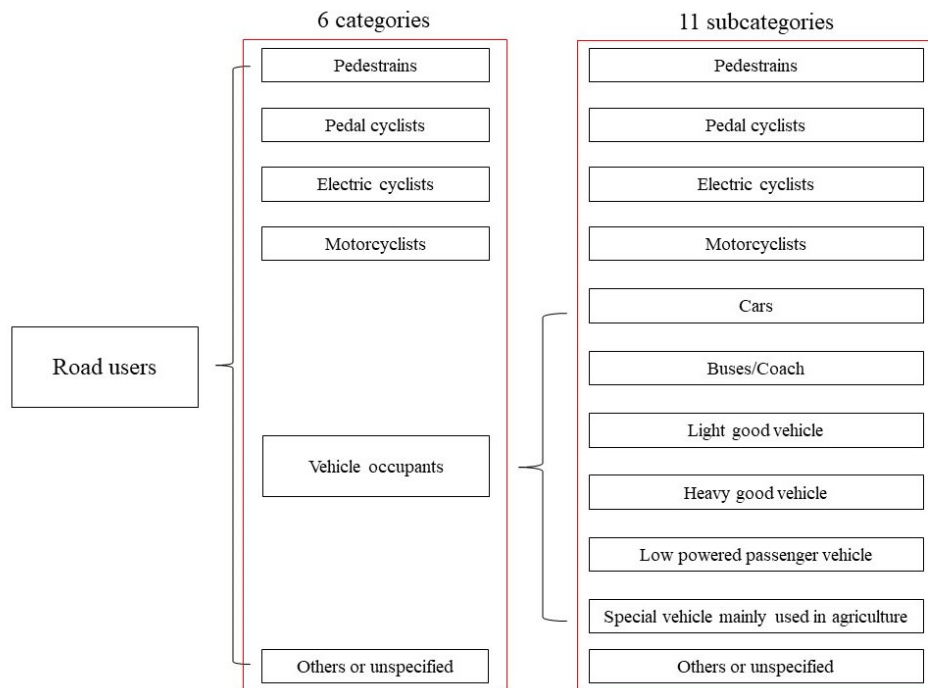 6 categories
11 subcategories
Pedestrains
Pedal cyclists
Electric cyclists
Motorcyclists
Road users
Vehicle occupants
Others or unspecified
Pedestrains
Pedal cyclists
Electric cyclists
Motorcyclists
Cars
Buses/Coach
Light good vehicle
Heavy good vehicle
Low powered passenger vehicle
Special vehicle mainly used in agriculture
Others or unspecified